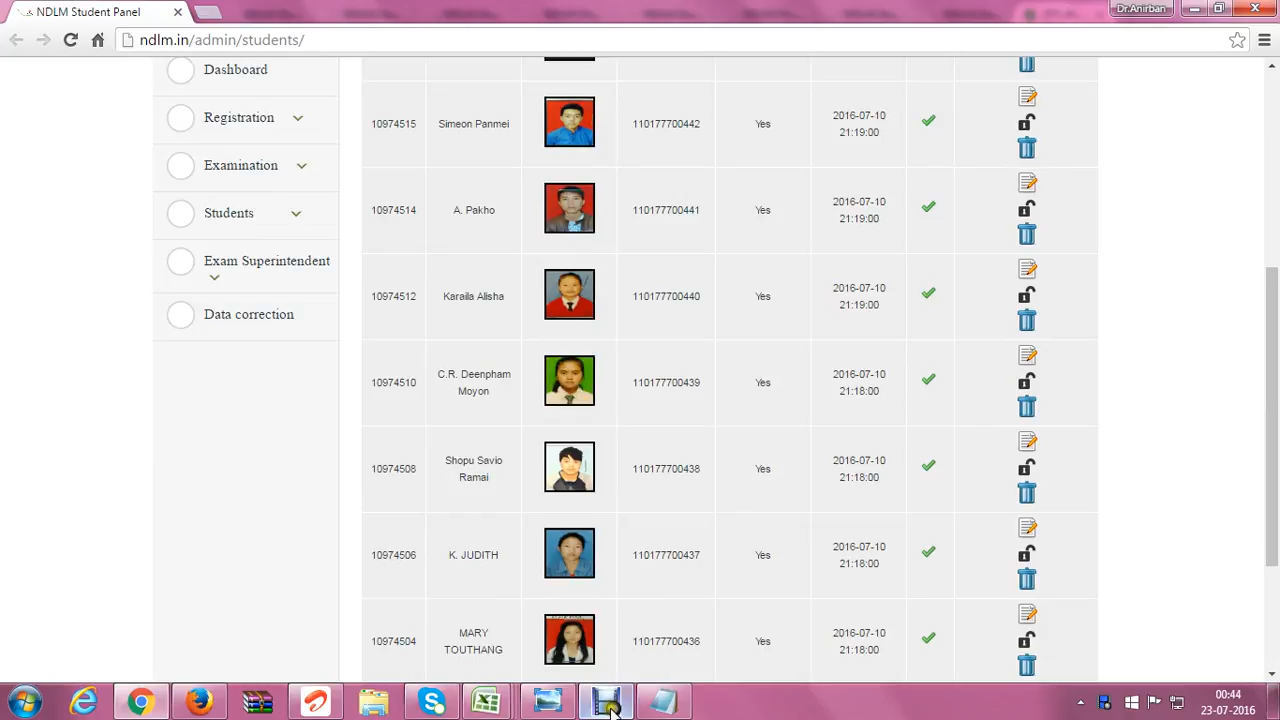 NDLM Student Panel
Dr.Anirban
ndlm.in/admin/students/
Dashboard
Registration
Examination
Students
Exam Superintendent
Data correction
10974515 Simeon Panmei 110177700442 Yes 2016-07-10
21:19:00
10974514 A. Pakho 110177700441 Yes 2016-07-10
21:19:00
10974512 Karaila Alisha 110177700440 Yes 2016-07-10
21:19:00
10974510 C.R. Deenpham
Moyon 110177700439 Yes 2016-07-10
21:18:00
10974508 Shopu Savio
Ramai 110177700438 Yes 2016-07-10
21:18:00
10974506 K. JUDITH 110177700437 Yes 2016-07-10
21:18:00
10974504 MARY
TOUTHANG 110177700436 Yes 2016-07-10
21:18:00
00:44
23-07-2016